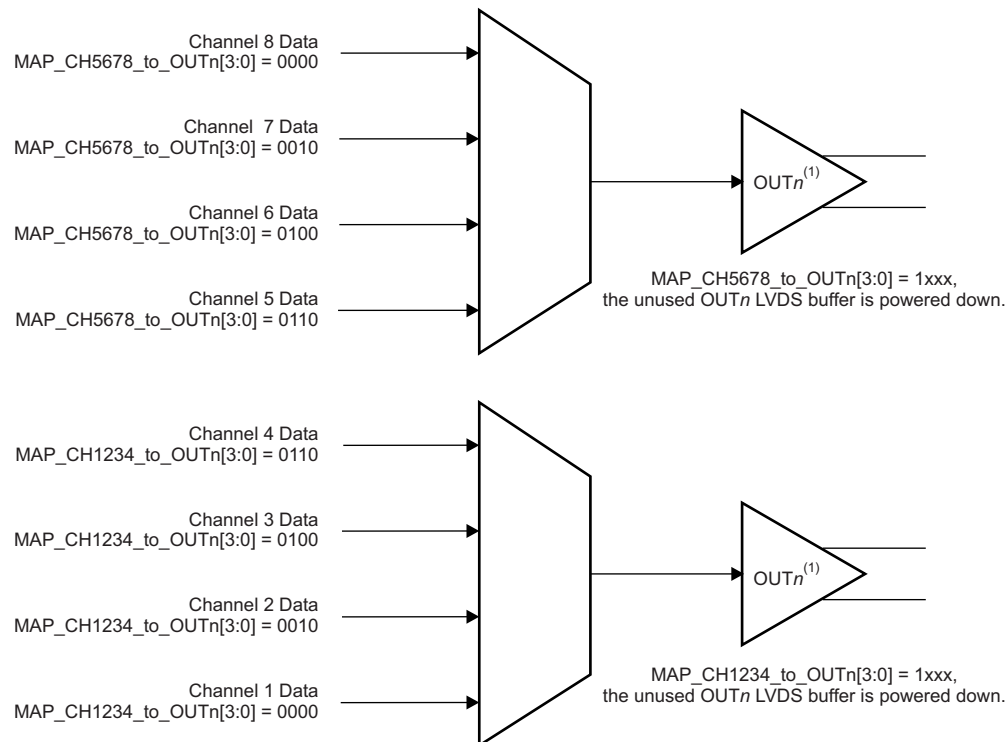 Channel 8 Data
MAP_CH5678_to_OUTn[3:0] = 0000
Channel 7 Data
MAP_CH5678_to_OUTn[3:0] = 0010
Channel 6 Data
MAP_CH5678_to_OUTn[3:0] = 0100
Channel 5 Data
MAP_CH5678_to_OUTn[3:0] = 0110
OUTn(1)
MAP_CH5678_to_OUTn[3:0] = 1xxx,
the unused OUTn LVDS buffer is powered down.
Channel 4 Data
MAP_CH1234_to_OUTn[3:0] = 0110
Channel 3 Data
MAP_CH1234_to_OUTn[3:0] = 0100
Channel 2 Data
MAP_CH1234_to_OUTn[3:0] = 0010
Channel 1 Data
MAP_CH1234_to_OUTn[3:0] = 0000
OUTn(1)
MAP_CH1234_to_OUTn[3:0] = 1xxx,
the unused OUTn LVDS buffer is powered down.